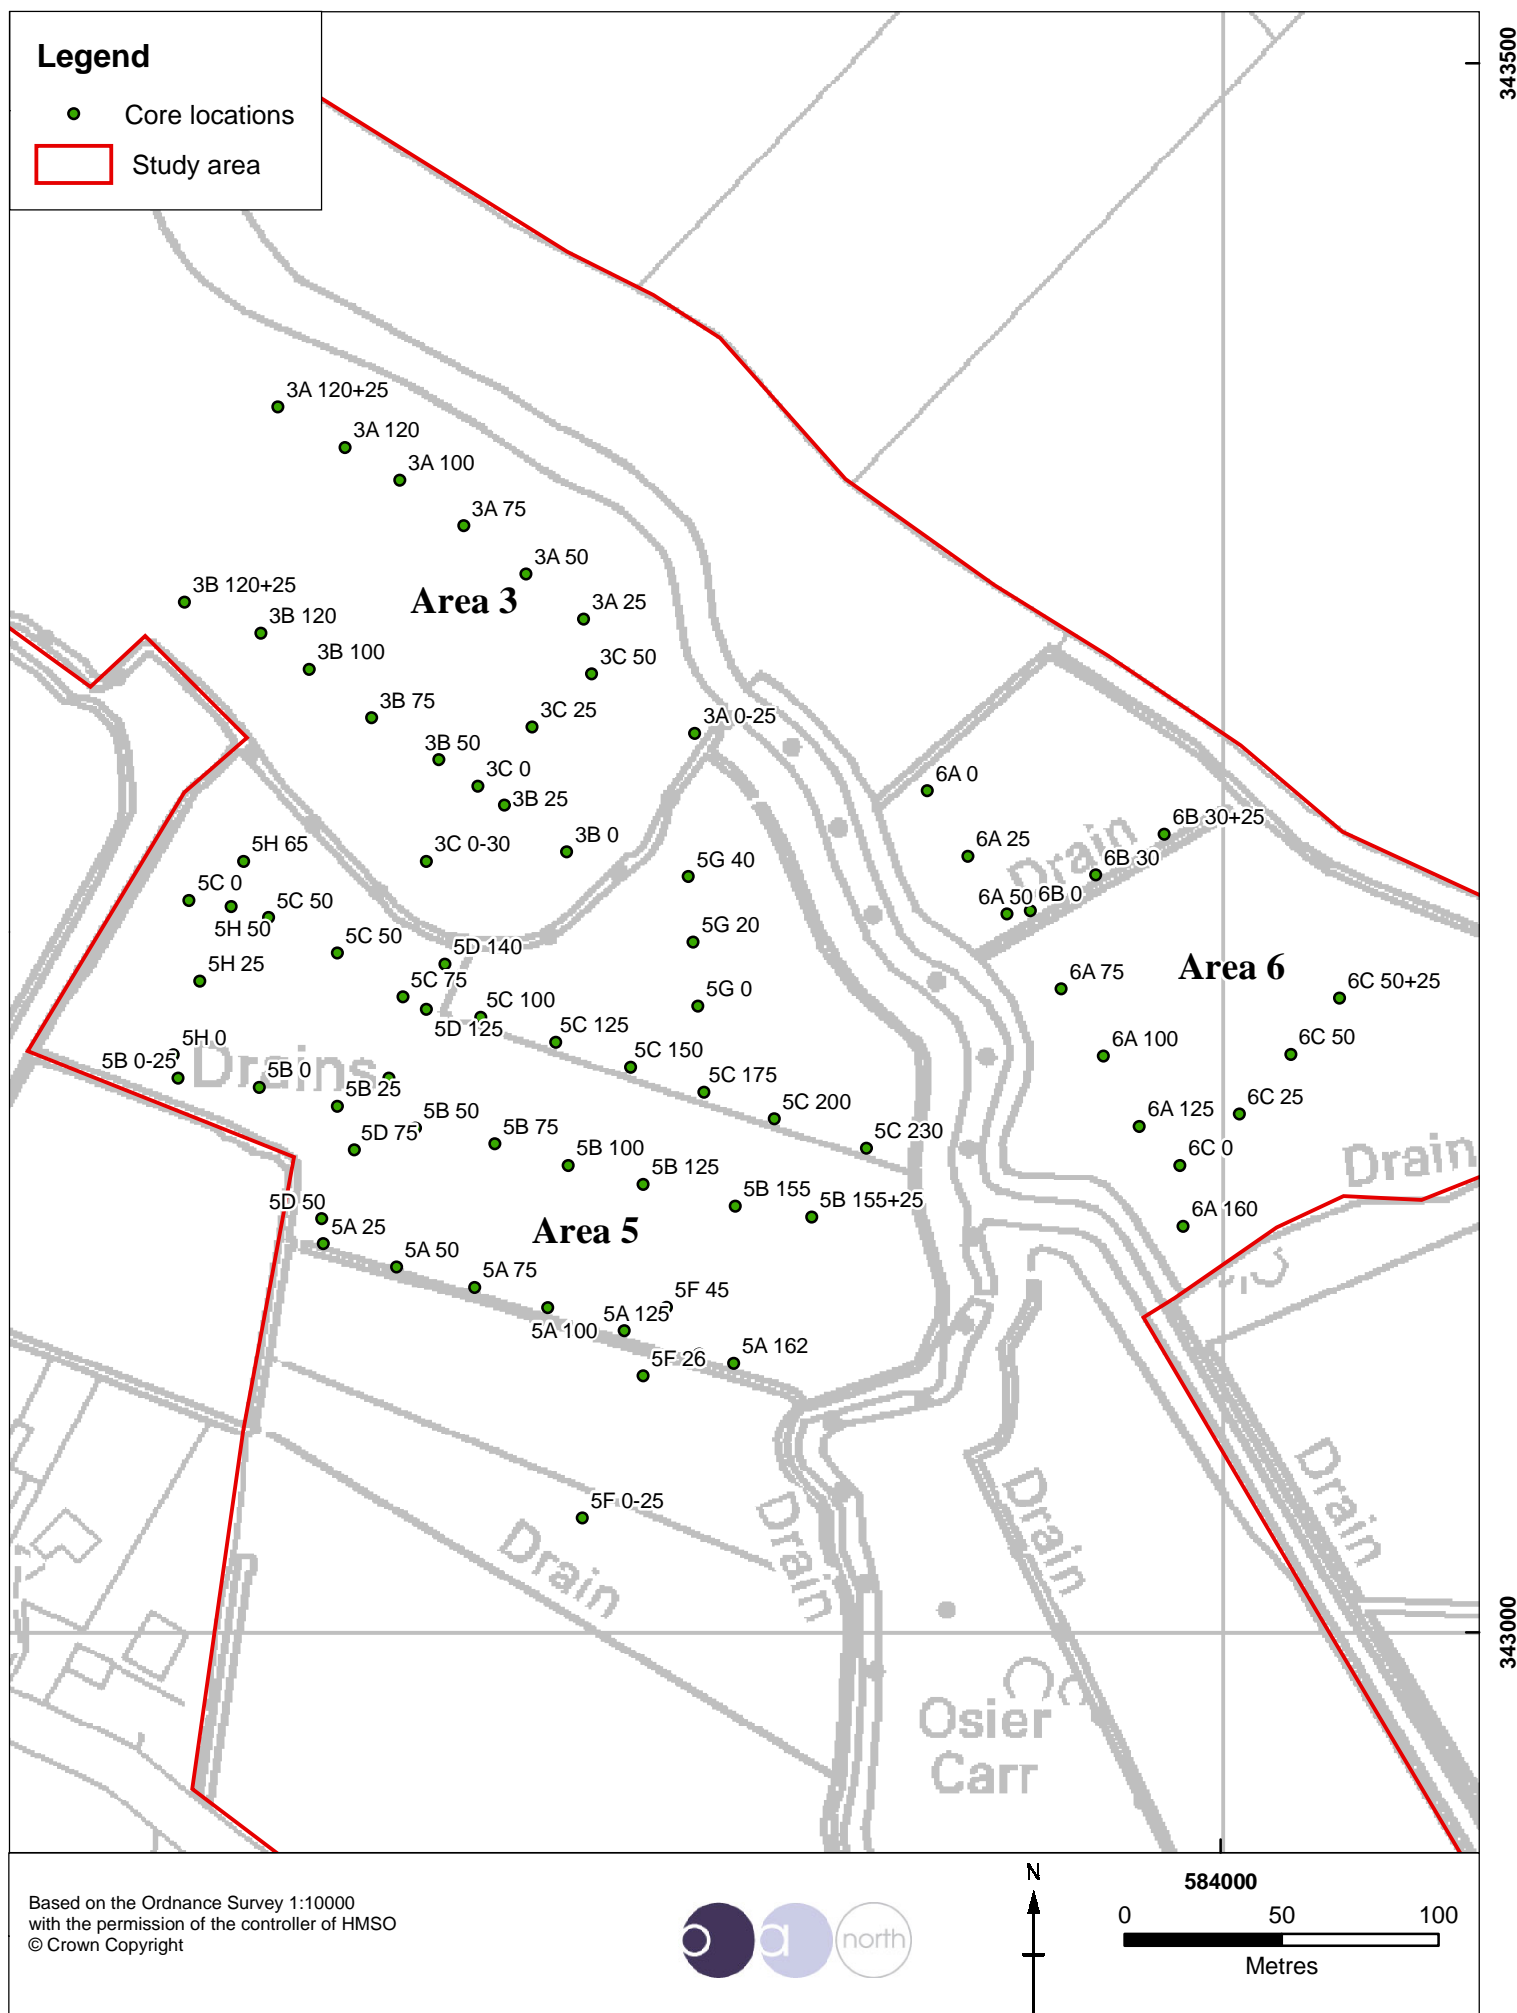 Legend
Core locations
Study area
343500
3A 120+25
3A 120
3A 100
3A 75
3A 50
3B 120+25
Area 3
3A 25
3B 120
3B 100
3C 50
3B 75
3C 25
3A 0-25
3B 50
3C 0
6A 0
3B 25
6B 30+25
3B 0
6A 25
Drain
5H 65
3C 0-30
6B 30
5G 40
5C 0
5C 50
6A 50
6B 0
5H 50
5G 20
5C 50
5D 140
5H 25
5C 75
6A 75
Area 6
6C 50+25
5C 100
5G 0
5D 125
5C 125
5H 0
6A 100
6C 50
5B 0-25
Drains
5C 150
5B 0
5B 25
5C 175
5B 50
5C 200
6A 125
6C 25
5D 75
5B 75
5C 230
5B 100
6C 0
Drain
5B 125
5D 50
5B 155
5B 155+25
6A 160
5A 25
Area 5
5A 50
5A 75
5F 45
5A 125
5A 100
5F 26
5A 162
5F 0-25
Drain
Drain
Drain
Drain
343000
Osier
Carr
Based on the Ordnance Survey 1:10000
with the permission of the controller of HMSO
© Crown Copyright
oa north
N
584000
0 50 100
Metres